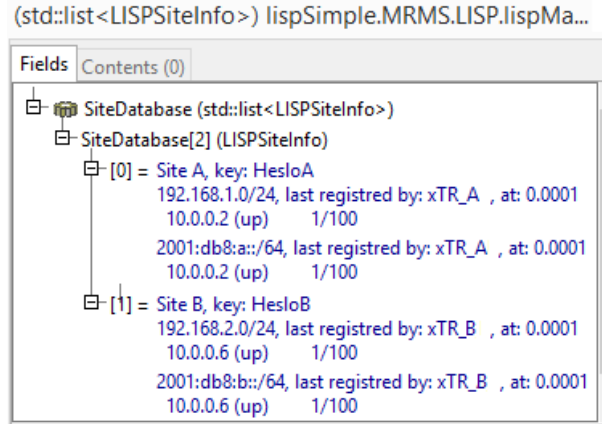 (std::list<LISPSiteInfo>) lispSimple.MRMS.LISP.lispMa...
Fields Contents (0)
SiteDatabase (std::list<LISPSiteInfo>)
SiteDatabase[2] (LISPSiteInfo)
[0] = Site A, key: HesloA
192.168.1.0/24, last registred by: xTR_A , at: 0.0001
10.0.0.2 (up) 1/100
2001:db8:a::/64, last registred by: xTR_A , at: 0.0001
10.0.0.2 (up) 1/100
[1] = Site B, key: HesloB
192.168.2.0/24, last registred by: xTR_B , at: 0.0001
10.0.0.6 (up) 1/100
2001:db8:b::/64, last registred by: xTR_B , at: 0.0001
10.0.0.6 (up) 1/100